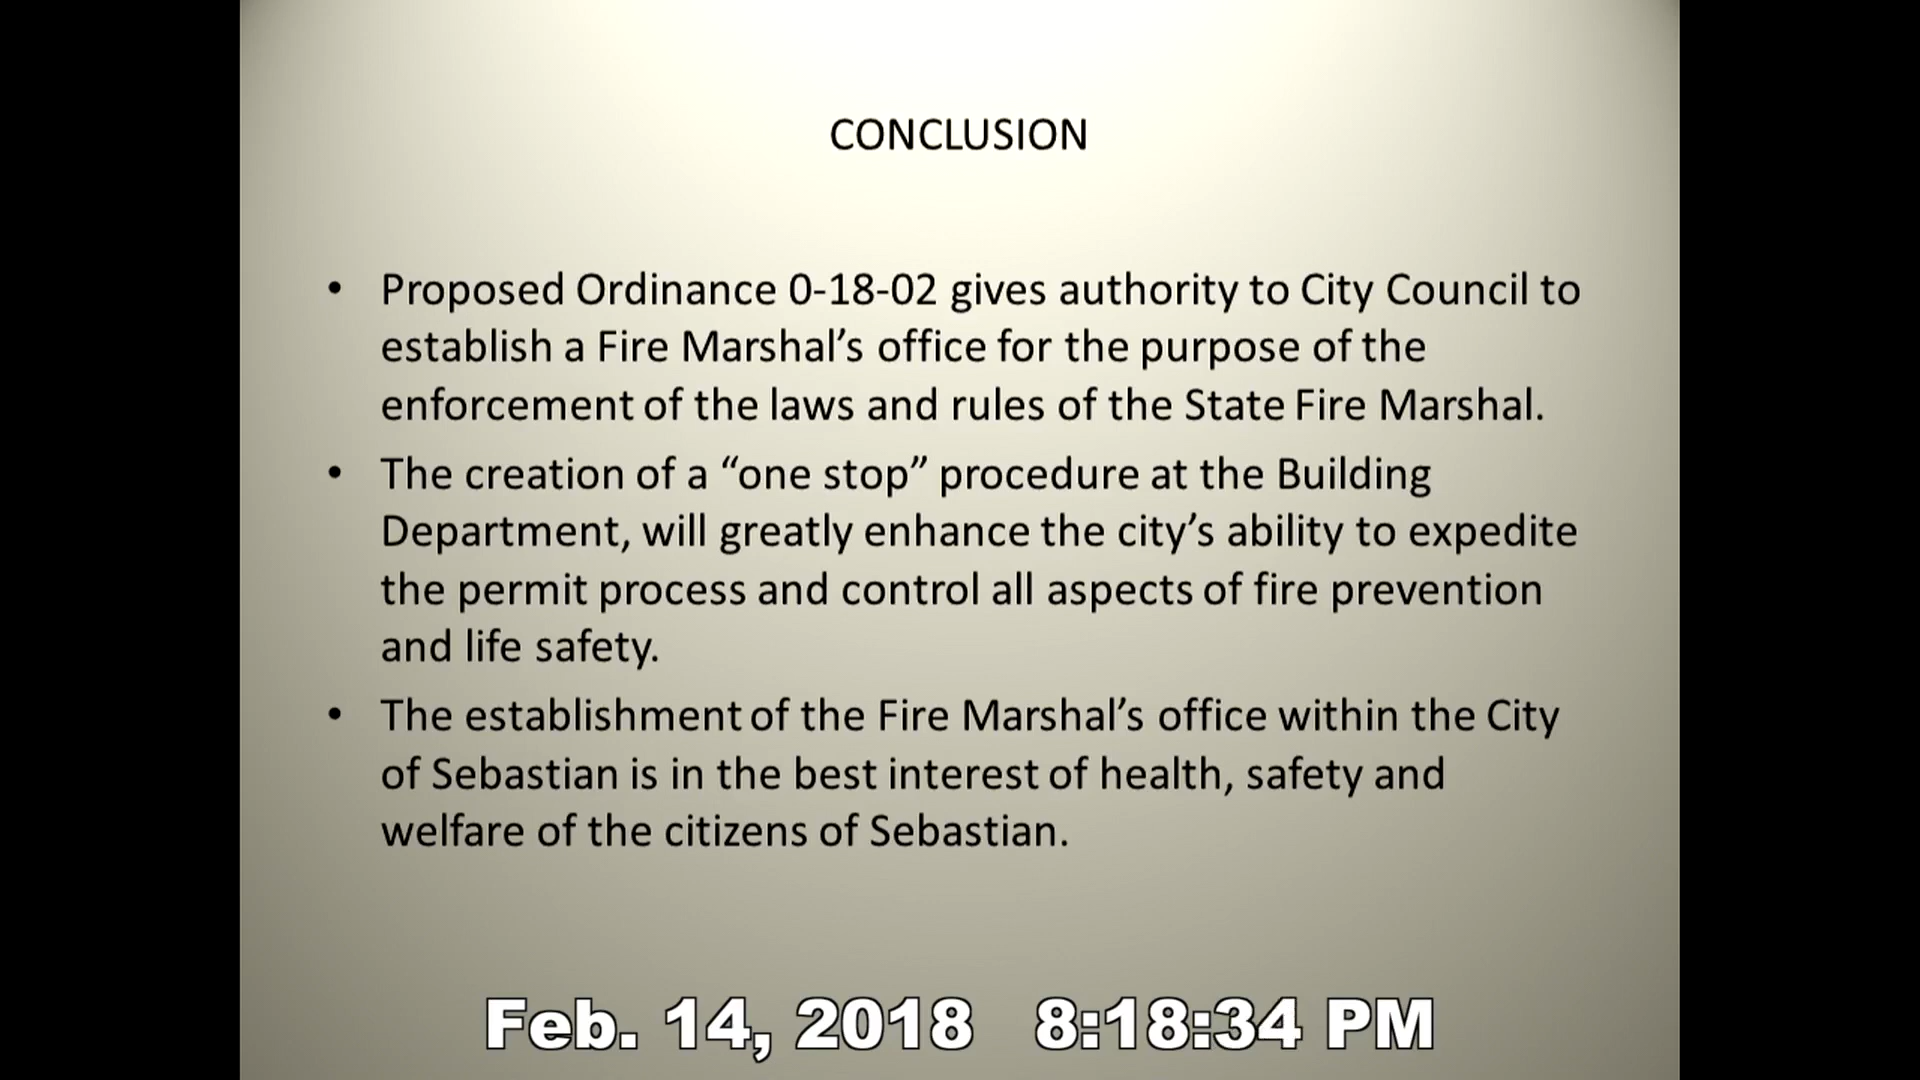 CONCLUSION
• Proposed Ordinance 0-18-02 gives authority to City Council to
establish a Fire Marshal’s office for the purpose of the
enforcement of the laws and rules of the State Fire Marshal.
• The creation of a “one stop” procedure at the Building
Department, will greatly enhance the city’s ability to expedite
the permit process and control all aspects of fire prevention
and life safety.
• The establishment of the Fire Marshal’s office within the City
of Sebastian is in the best interest of health, safety and
welfare of the citizens of Sebastian.
Feb. 14, 2018 8:18:34 PM